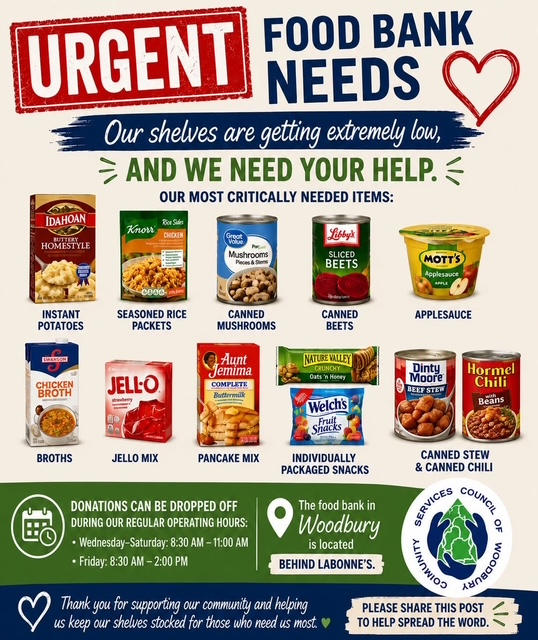 URGENT
FOOD BANK
NEEDS
Our shelves are getting extremely low,
AND WE NEED YOUR HELP.
OUR MOST CRITICALLY NEEDED ITEMS:
IDAHOAN
BUTTERY
HOMESTYLE
Knorr
Rice Sides
CHICKEN
Great
Value
Mushrooms
Pieces & Stems
Libby's
SLICED
BEETS
MOTT'S
Applesauce
APPLE
INSTANT
POTATOES
SEASONED RICE
PACKETS
CANNED
MUSHROOMS
CANNED
BEETS
APPLESAUCE
SWANSON
CHICKEN
BROTH
JELL-O
strawberry
Aunt
Jemima
COMPLETE
Buttermilk
NATURE VALLEY
CRUNCHY
Oats 'n Honey
Welch's
Fruit
Snacks
Dinty
Moore
BEEF STEW
Hormel
Chili
with
Beans
BROTHS
JELLO MIX
PANCAKE MIX
INDIVIDUALLY
PACKAGED SNACKS
CANNED STEW
& CANNED CHILI
DONATIONS CAN BE DROPPED OFF
DURING OUR REGULAR OPERATING HOURS:
• Wednesday–Saturday: 8:30 AM – 11:00 AM
• Friday: 8:30 AM – 2:00 PM
The food bank in
Woodbury
is located
BEHIND LABONNE'S.
COIMUNITY SERVICES COUNCIL OF WOODBURY
Thank you for supporting our community and helping
us keep our shelves stocked for those who need us most.
PLEASE SHARE THIS POST
TO HELP SPREAD THE WORD.